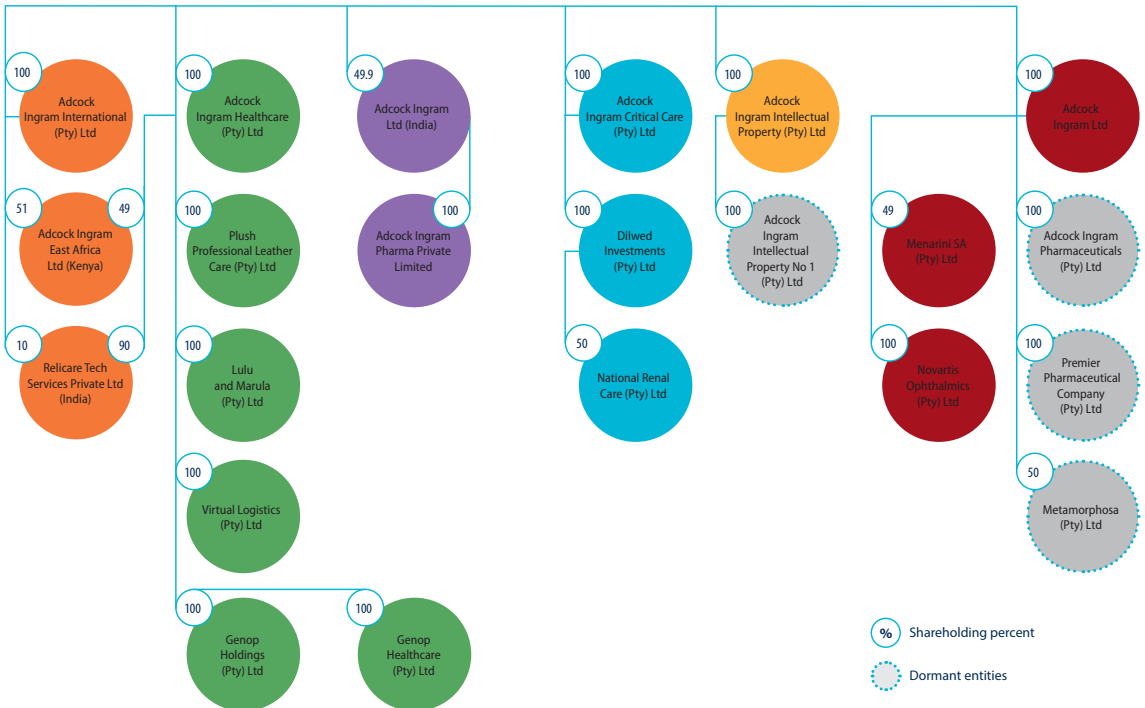 100
Adcock
Ingram International
(Pty) Ltd
100
Adcock
Ingram Healthcare
(Pty) Ltd
49.9
Adcock Ingram
Ltd (India)
100
Adcock
Ingram Critical Care
(Pty) Ltd
100
Adcock
Ingram Intellectual
Property (Pty) Ltd
100
Adcock
Ingram Ltd
51
49
Adcock Ingram
East Africa
Ltd (Kenya)
100
Plush
Professional Leather
Care (Pty) Ltd
100
Adcock Ingram
Pharma Private
Limited
100
Dilwed
Investments
(Pty) Ltd
100
Adcock
Ingram
Intellectual
Property No 1
(Pty) Ltd
49
Menarini SA
(Pty) Ltd
100
Adcock Ingram
Pharmaceuticals
(Pty) Ltd
10
90
Relicare Tech
Services Private Ltd
(India)
100
Lulu
and Marula
(Pty) Ltd
50
National Renal
Care (Pty) Ltd
100
Novartis
Ophthalmics
(Pty) Ltd
100
Premier
Pharmaceutical
Company
(Pty) Ltd
100
Virtual Logistics
(Pty) Ltd
50
Metamorphosa
(Pty) Ltd
100
Genop
Holdings
(Pty) Ltd
100
Genop
Healthcare
(Pty) Ltd
% Shareholding percent
Dormant entities